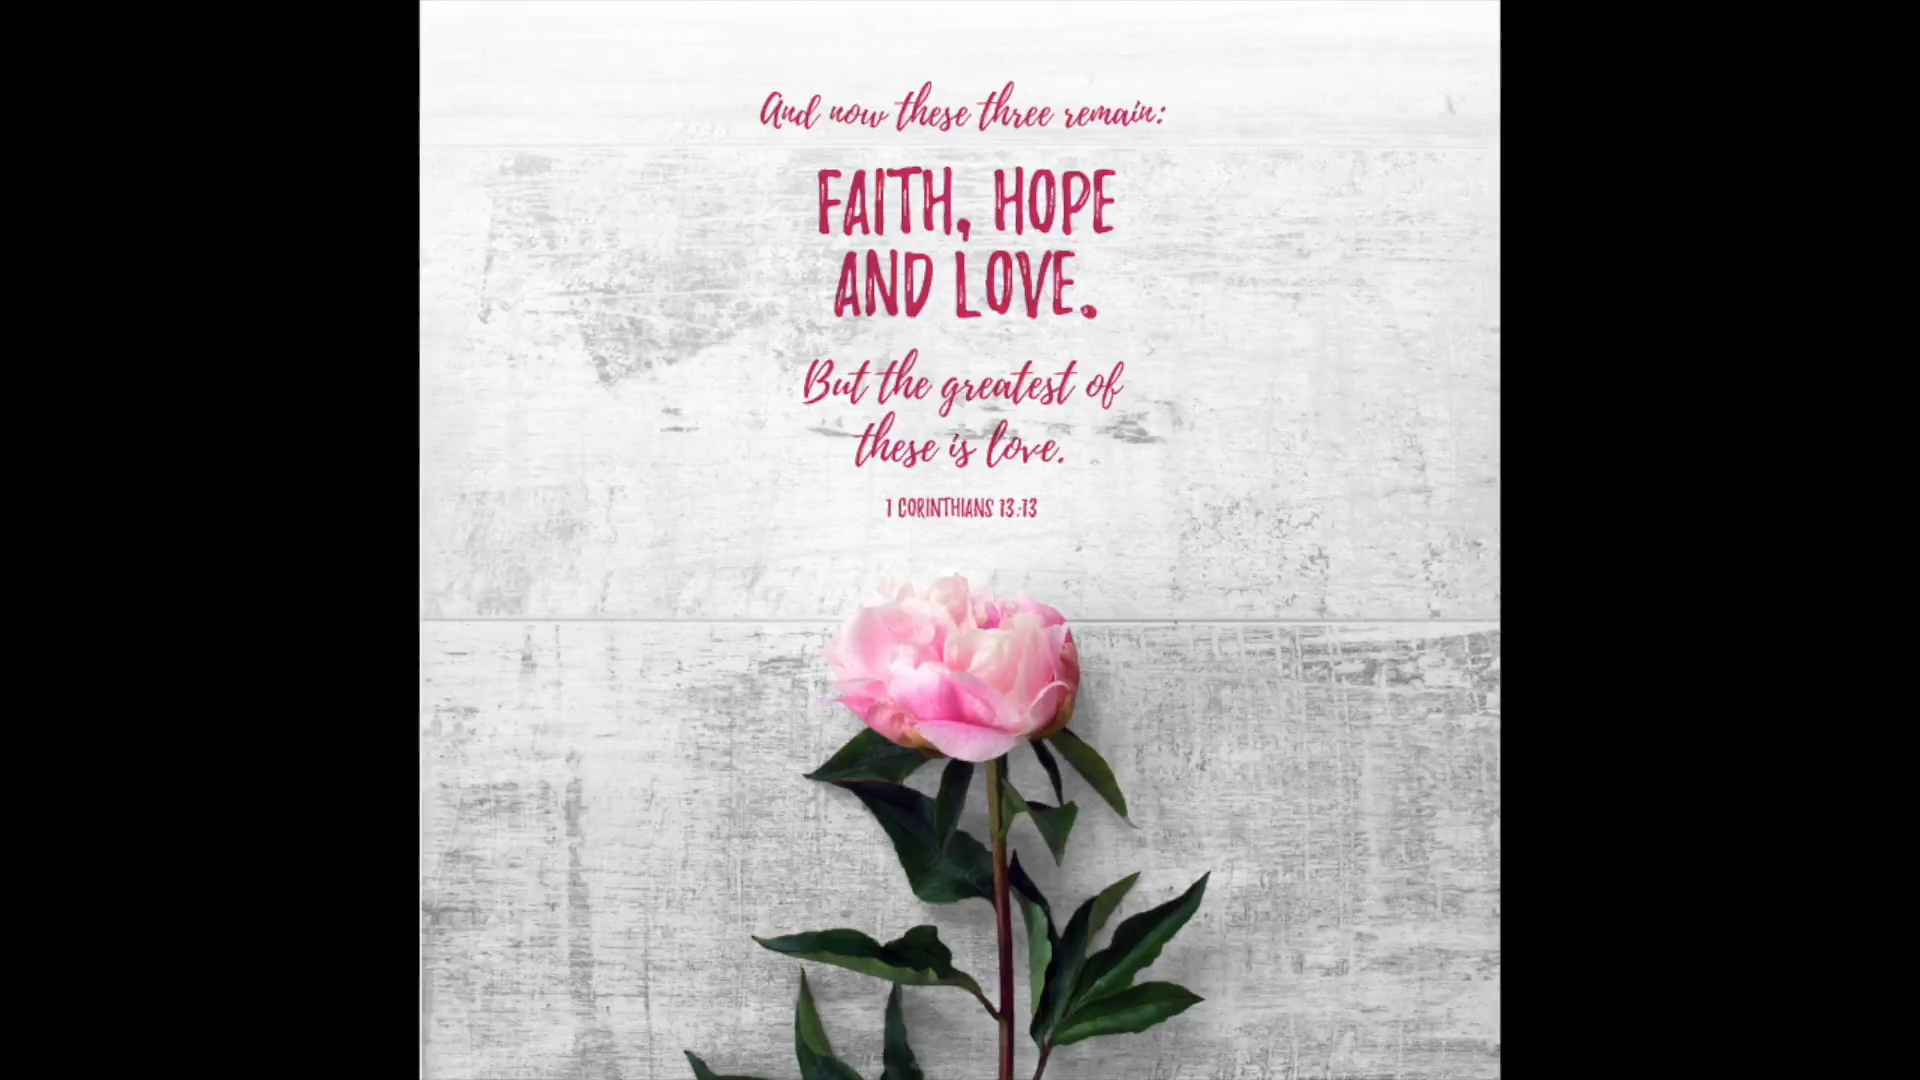 And now these three remain:
FAITH, HOPE
AND LOVE.
But the greatest of
these is love.
1 CORINTHIANS 13:13